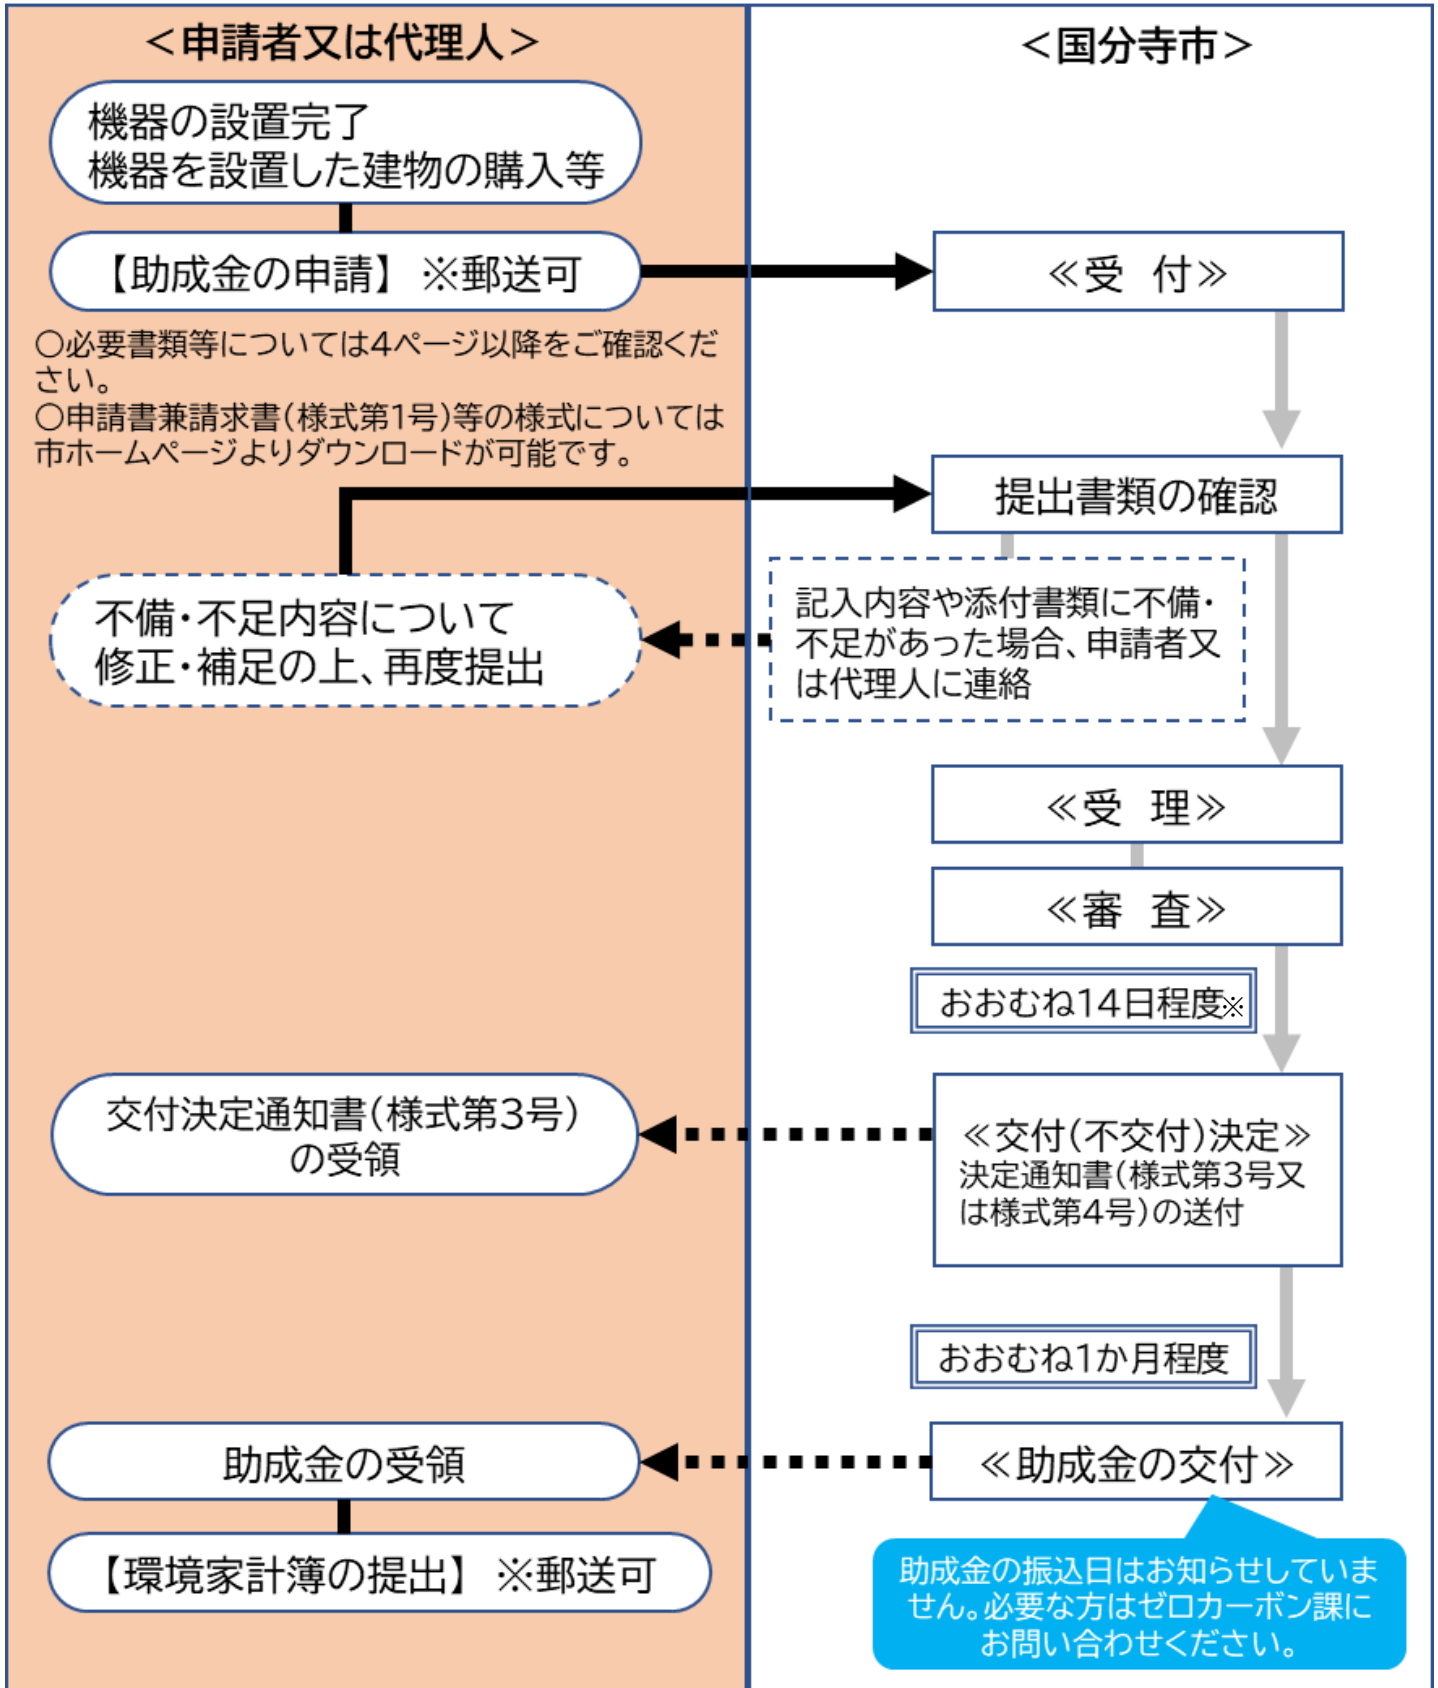 ＜申請者又は代理人＞
＜国分寺市＞
機器の設置完了
機器を設置した建物の購入等
【助成金の申請】 ※郵送可
≪受　付≫
○必要書類等については4ページ以降をご確認くだ
さい。
○申請書兼請求書（様式第1号）等の様式については
市ホームページよりダウンロードが可能です。
提出書類の確認
記入内容や添付書類に不備・
不足があった場合、申請者又
は代理人に連絡
不備・不足内容について
修正・補足の上、再度提出
≪受　理≫
≪審　査≫
おおむね14日程度※
≪交付（不交付）決定≫
決定通知書（様式第3号又
は様式第4号）の送付
交付決定通知書（様式第3号）
の受領
おおむね1か月程度
≪助成金の交付≫
助成金の受領
【環境家計簿の提出】 ※郵送可
助成金の振込日はお知らせしていま
せん。必要な方はゼロカーボン課に
お問い合わせください。